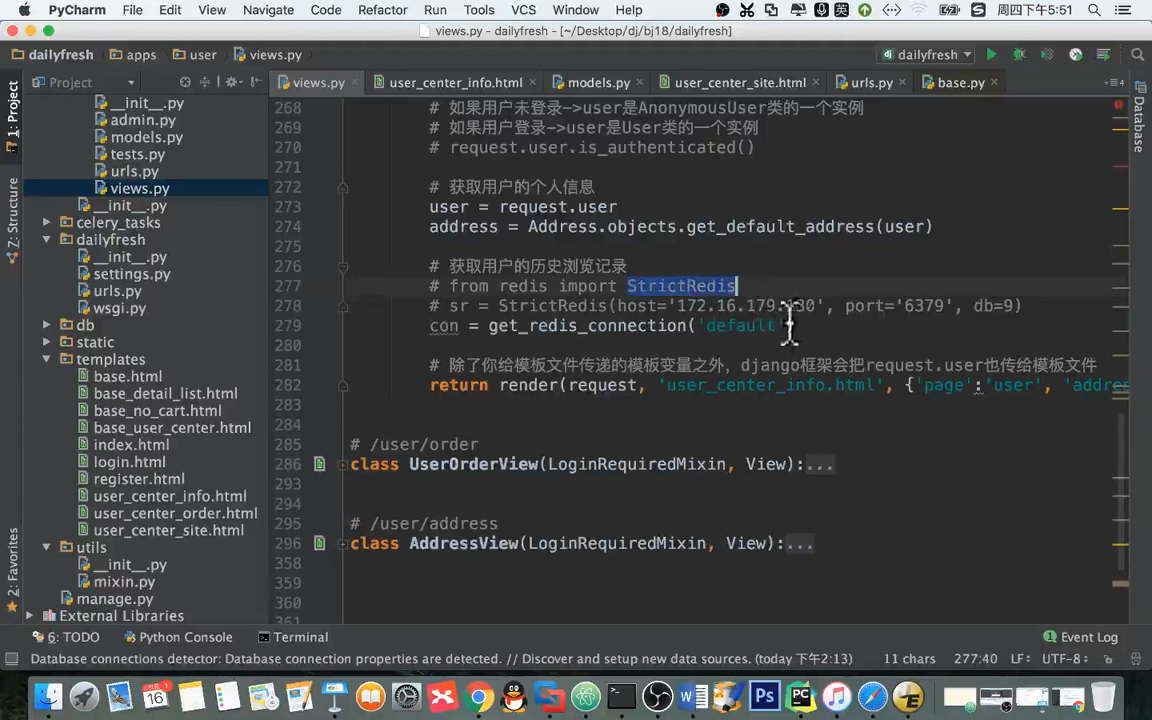 PyCharm File Edit View Navigate Code Refactor Run Tools VCS Window Help 英 周四下午5:51
views.py - dailyfresh - [~/Desktop/dj/bj18/dailyfresh]
dailyfresh apps user views.py dailyfresh
Project
views.py user_center_info.html models.py user_center_site.html urls.py base.py
1: Project
7: Structure
2: Favorites
Database
__init__.py
admin.py
models.py
tests.py
urls.py
views.py
__init__.py
celery_tasks
dailyfresh
__init__.py
settings.py
urls.py
wsgi.py
db
static
templates
base.html
base_detail_list.html
base_no_cart.html
base_user_center.html
index.html
login.html
register.html
user_center_info.html
user_center_order.html
user_center_site.html
utils
__init__.py
mixin.py
manage.py
External Libraries
268 # 如果用户未登录->user是AnonymousUser类的一个实例
269 # 如果用户登录->user是User类的一个实例
270 # request.user.is_authenticated()
271
272 # 获取用户的个人信息
273 user = request.user
274 address = Address.objects.get_default_address(user)
275
276 # 获取用户的历史浏览记录
277 # from redis import StrictRedis
278 # sr = StrictRedis(host='172.16.179.130', port='6379', db=9)
279 con = get_redis_connection('default'
280
281 # 除了你给模板文件传递的模板变量之外，django框架会把request.user也传给模板文件
282 return render(request, 'user_center_info.html', {'page':'user', 'addres
283
284
285 # /user/order
286 class UserOrderView(LoginRequiredMixin, View):...
293
294
295 # /user/address
296 class AddressView(LoginRequiredMixin, View):...
358
359
360
361
6: TODO Python Console Terminal 1 Event Log
Database connections detector: Database connection properties are detected. // Discover and setup new data sources. (today 下午2:13) 11 chars 277:40 LF÷ UTF-8÷